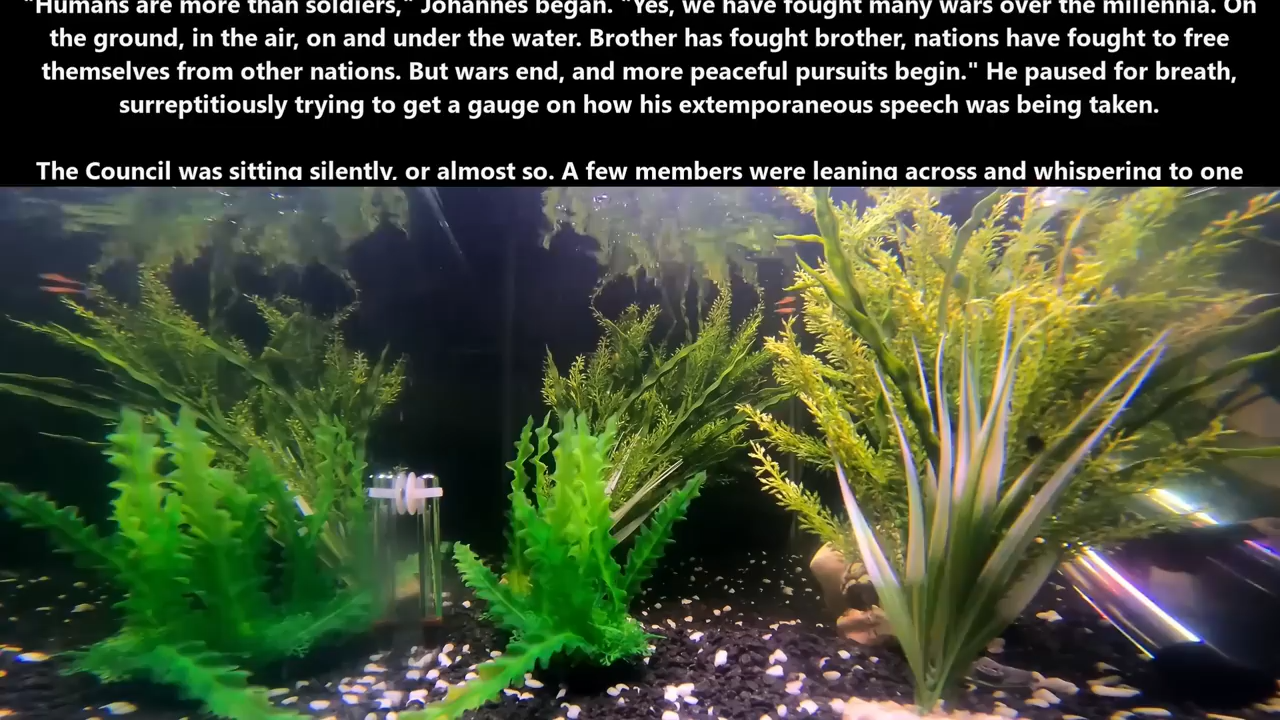 "Humans are more than soldiers," Johannes began. "Yes, we have fought many wars over the millennia. On
the ground, in the air, on and under the water. Brother has fought brother, nations have fought to free
themselves from other nations. But wars end, and more peaceful pursuits begin." He paused for breath,
surreptitiously trying to get a gauge on how his extemporaneous speech was being taken.
The Council was sitting silently, or almost so. A few members were leaning across and whispering to one